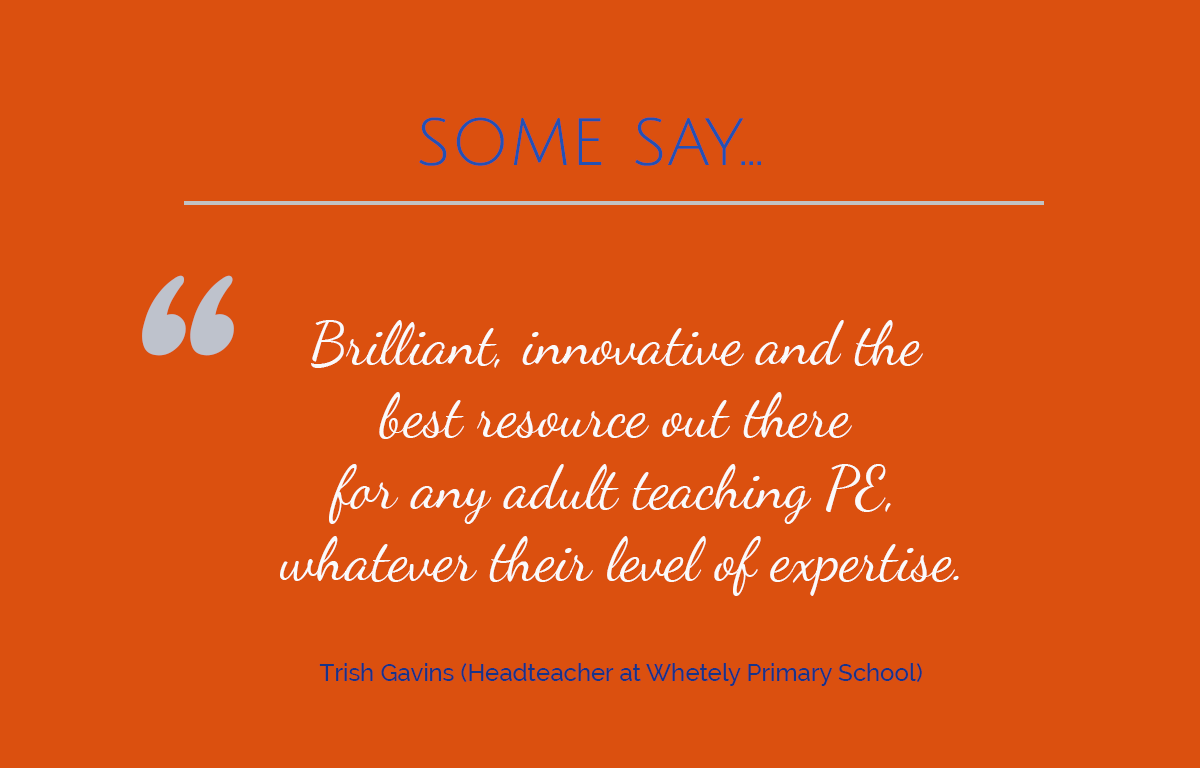 SOME SAY...
“
Brilliant, innovative and the
best resource out there
for any adult teaching PE,
whatever their level of expertise.
Trish Gavins (Headteacher at Whetely Primary School)